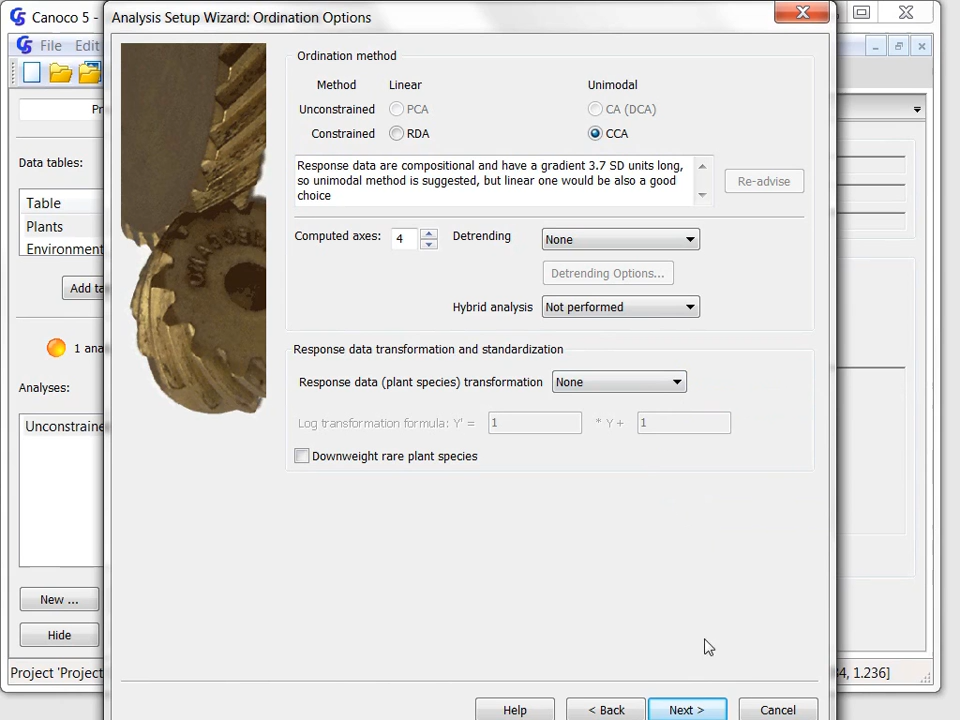 Canoco 5 -
Analysis Setup Wizard: Ordination Options
File Edit
Pr
Data tables:
Table
Plants
Environment
Add ta
1 ana
Analyses:
Unconstraine
New ...
Hide
Project 'Project
4, 1.236]
Ordination method
Method Linear Unimodal
Unconstrained PCA CA (DCA)
Constrained RDA CCA
Response data are compositional and have a gradient 3.7 SD units long,
so unimodal method is suggested, but linear one would be also a good
choice
Re-advise
Computed axes: 4 Detrending None
Detrending Options...
Hybrid analysis Not performed
Response data transformation and standardization
Response data (plant species) transformation None
Log transformation formula: Y' = 1 * Y + 1
Downweight rare plant species
Help < Back Next > Cancel